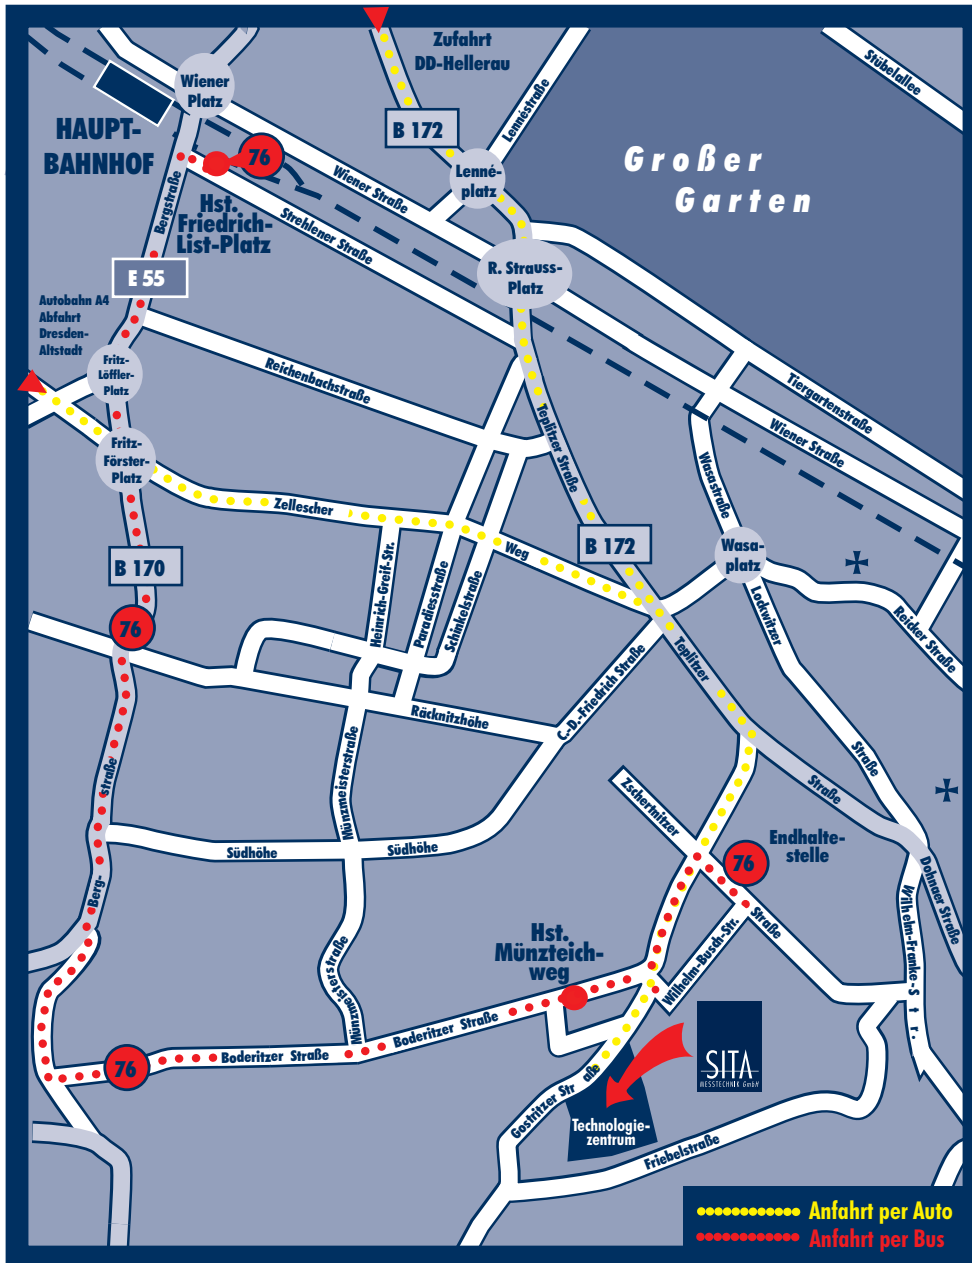 Zufahrt
DD-Hellerau
Stübelallee
Wiener
Platz
B 172
Lennéstraße
HAUPT-
BAHNHOF
76
Großer
Garten
Lenné-
platz
Wiener Straße
Bergstraße
Hst.
Friedrich-
List-Platz
Strehlener Straße
E 55
R. Strauss-
Platz
Autobahn A4
Abfahrt
Dresden-
Altstadt
Fritz-
Löffler-
Platz
Reichenbachstraße
Tiergartenstraße
Wiener Straße
Teplitzer Straße
Fritz-
Förster-
Platz
Wasastraße
Zellescher
Weg
B 172
Wasa-
platz
B 170
Heinrich-Greif-Str.
Paradiesstraße
Schinkelstraße
Lockwitzer
Reicker Straße
76
Teplitzer
C.-D.-Friedrich Straße
Räcknitzhöhe
Münzmeisterstraße
straße
Straße
Straße
Zschertnitzer
Südhöhe
Südhöhe
Endhalte-
stelle
76
Berg-
Dohnaer Straße
Wilhelm-Franke-Str.
Straße
Hst.
Münzteich-
weg
Wilhelm-Busch-Str.
Münzmeisterstraße
Boderitzer Straße
Boderitzer Straße
76
SITA
MESSTECHNIK GmbH
Gostritzer Straße
Technologie-
zentrum
Friebelstraße
Anfahrt per Auto
Anfahrt per Bus